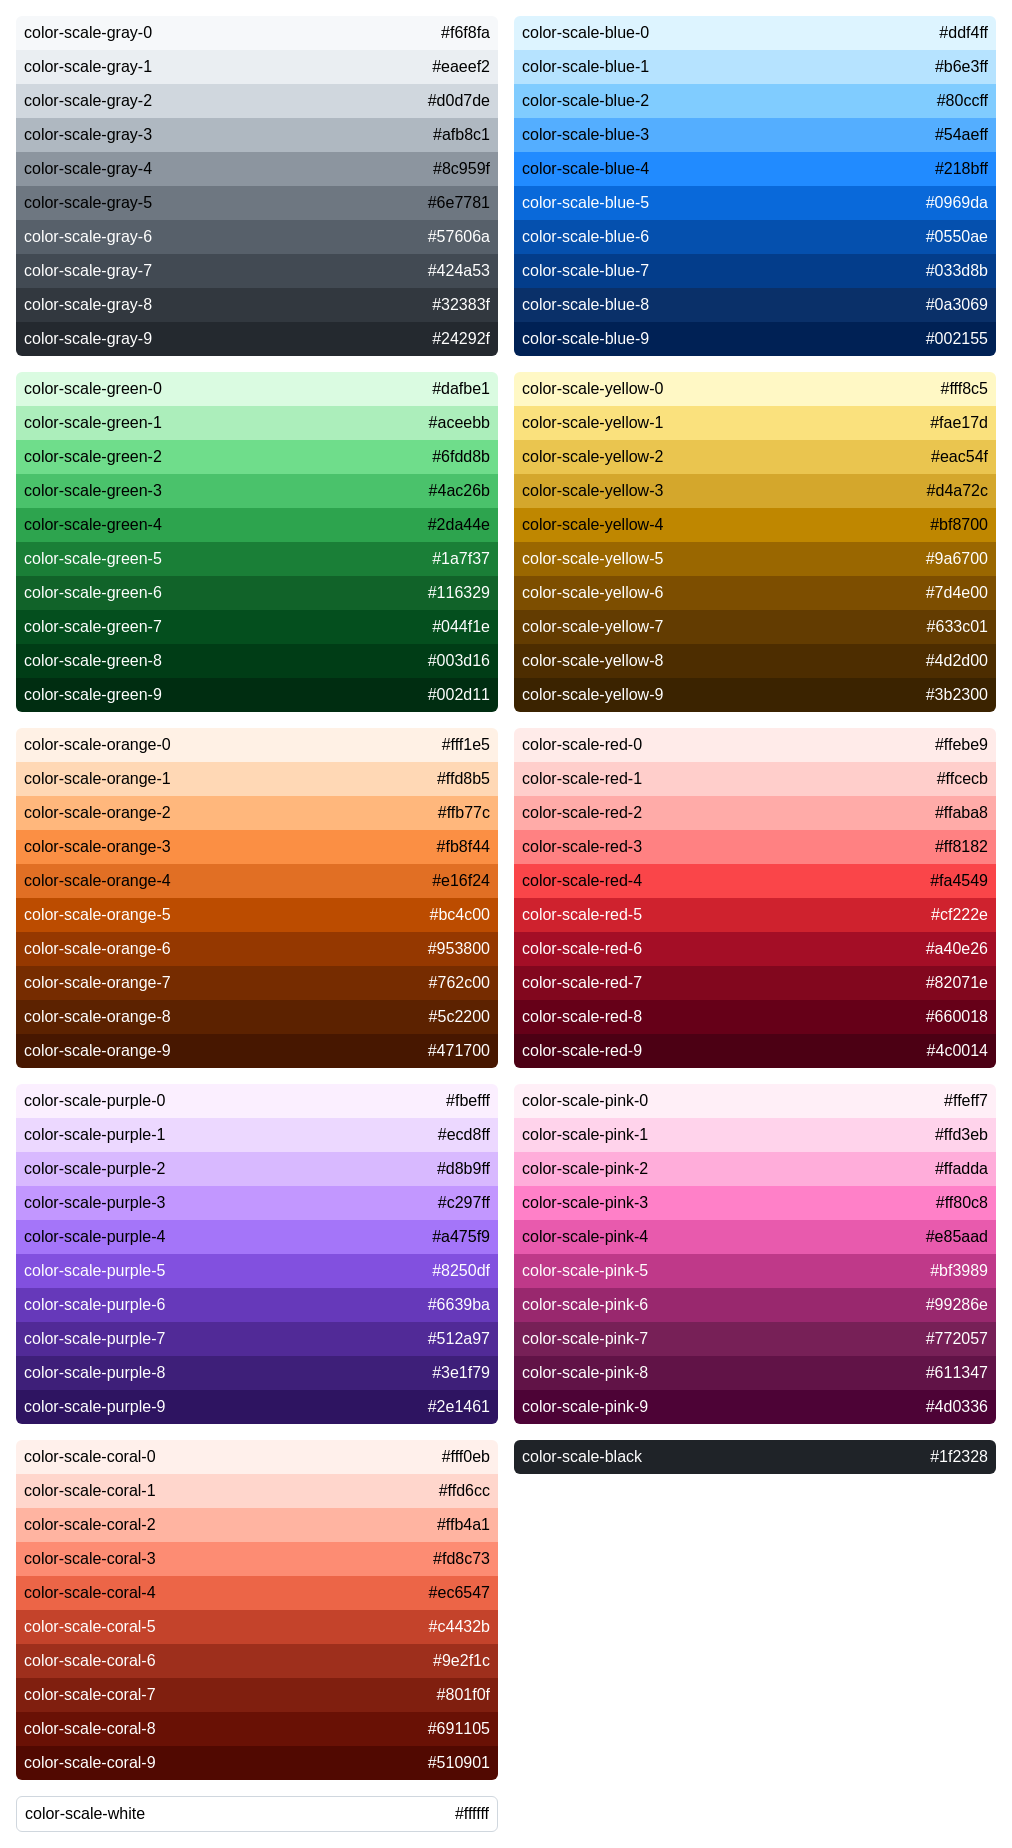 color-scale-gray-0 #f6f8fa
color-scale-gray-1 #eaeef2
color-scale-gray-2 #d0d7de
color-scale-gray-3 #afb8c1
color-scale-gray-4 #8c959f
color-scale-gray-5 #6e7781
color-scale-gray-6 #57606a
color-scale-gray-7 #424a53
color-scale-gray-8 #32383f
color-scale-gray-9 #24292f
color-scale-blue-0 #ddf4ff
color-scale-blue-1 #b6e3ff
color-scale-blue-2 #80ccff
color-scale-blue-3 #54aeff
color-scale-blue-4 #218bff
color-scale-blue-5 #0969da
color-scale-blue-6 #0550ae
color-scale-blue-7 #033d8b
color-scale-blue-8 #0a3069
color-scale-blue-9 #002155
color-scale-green-0 #dafbe1
color-scale-green-1 #aceebb
color-scale-green-2 #6fdd8b
color-scale-green-3 #4ac26b
color-scale-green-4 #2da44e
color-scale-green-5 #1a7f37
color-scale-green-6 #116329
color-scale-green-7 #044f1e
color-scale-green-8 #003d16
color-scale-green-9 #002d11
color-scale-yellow-0 #fff8c5
color-scale-yellow-1 #fae17d
color-scale-yellow-2 #eac54f
color-scale-yellow-3 #d4a72c
color-scale-yellow-4 #bf8700
color-scale-yellow-5 #9a6700
color-scale-yellow-6 #7d4e00
color-scale-yellow-7 #633c01
color-scale-yellow-8 #4d2d00
color-scale-yellow-9 #3b2300
color-scale-orange-0 #fff1e5
color-scale-orange-1 #ffd8b5
color-scale-orange-2 #ffb77c
color-scale-orange-3 #fb8f44
color-scale-orange-4 #e16f24
color-scale-orange-5 #bc4c00
color-scale-orange-6 #953800
color-scale-orange-7 #762c00
color-scale-orange-8 #5c2200
color-scale-orange-9 #471700
color-scale-red-0 #ffebe9
color-scale-red-1 #ffcecb
color-scale-red-2 #ffaba8
color-scale-red-3 #ff8182
color-scale-red-4 #fa4549
color-scale-red-5 #cf222e
color-scale-red-6 #a40e26
color-scale-red-7 #82071e
color-scale-red-8 #660018
color-scale-red-9 #4c0014
color-scale-purple-0 #fbefff
color-scale-purple-1 #ecd8ff
color-scale-purple-2 #d8b9ff
color-scale-purple-3 #c297ff
color-scale-purple-4 #a475f9
color-scale-purple-5 #8250df
color-scale-purple-6 #6639ba
color-scale-purple-7 #512a97
color-scale-purple-8 #3e1f79
color-scale-purple-9 #2e1461
color-scale-pink-0 #ffeff7
color-scale-pink-1 #ffd3eb
color-scale-pink-2 #ffadda
color-scale-pink-3 #ff80c8
color-scale-pink-4 #e85aad
color-scale-pink-5 #bf3989
color-scale-pink-6 #99286e
color-scale-pink-7 #772057
color-scale-pink-8 #611347
color-scale-pink-9 #4d0336
color-scale-coral-0 #fff0eb
color-scale-coral-1 #ffd6cc
color-scale-coral-2 #ffb4a1
color-scale-coral-3 #fd8c73
color-scale-coral-4 #ec6547
color-scale-coral-5 #c4432b
color-scale-coral-6 #9e2f1c
color-scale-coral-7 #801f0f
color-scale-coral-8 #691105
color-scale-coral-9 #510901
color-scale-black #1f2328
color-scale-white #ffffff